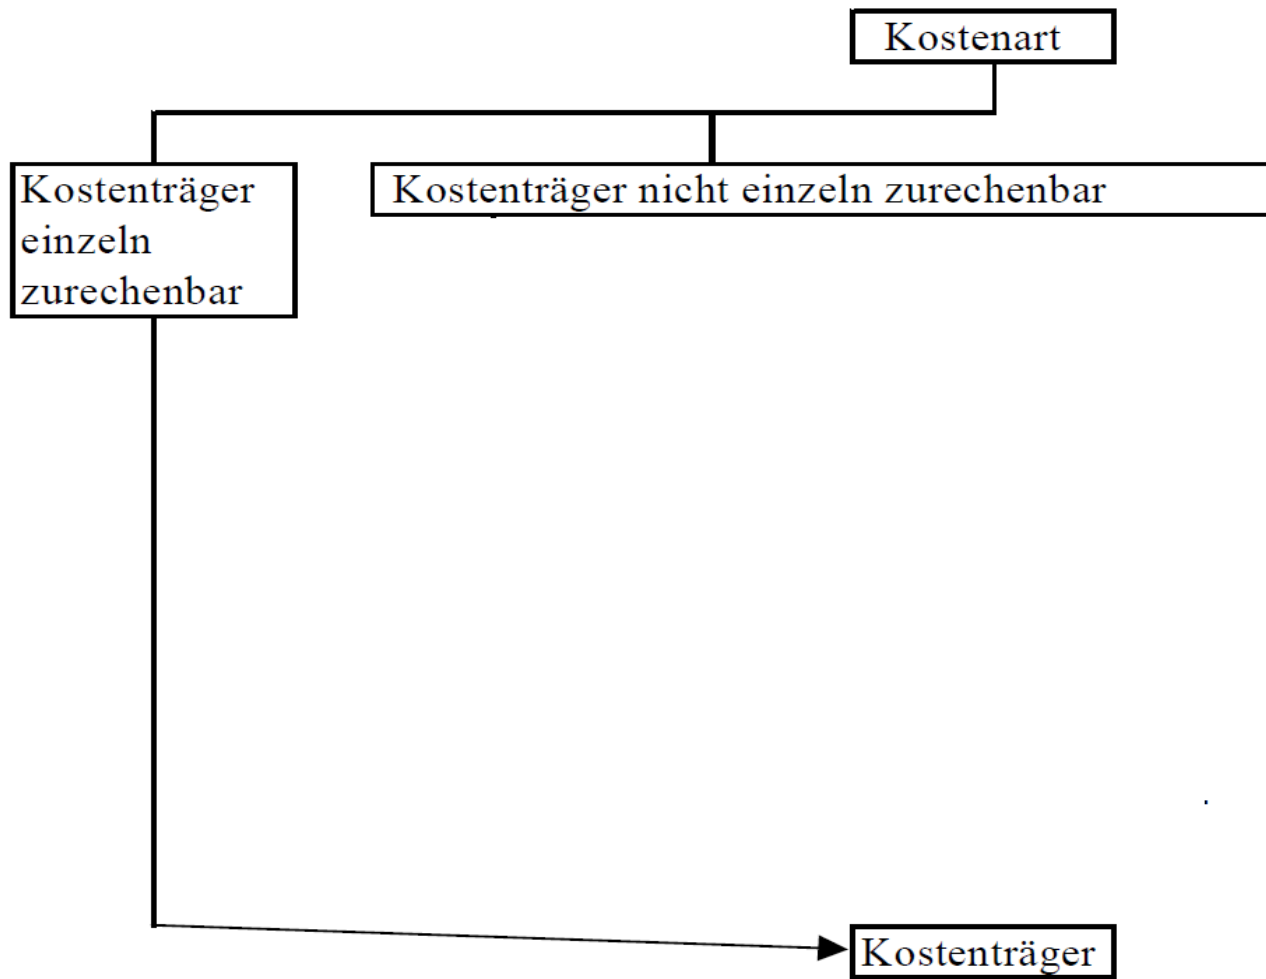 Kostenart
Kostenträger
einzeln
zurechenbar
Kostenträger nicht einzeln zurechenbar
Kostenträger